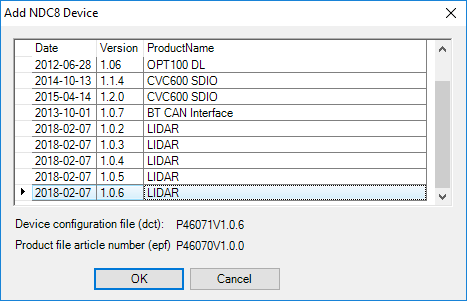 Add NDC8 Device
Date Version ProductName
2012-06-28 1.06 OPT100 DL
2014-10-13 1.1.4 CVC600 SDIO
2015-04-14 1.2.0 CVC600 SDIO
2013-10-01 1.0.7 BT CAN Interface
2018-02-07 1.0.2 LIDAR
2018-02-07 1.0.3 LIDAR
2018-02-07 1.0.4 LIDAR
2018-02-07 1.0.5 LIDAR
2018-02-07 1.0.6 LIDAR
Device configuration file (dct): P46071V1.0.6
Product file article number (epf) P46070V1.0.0
OK Cancel